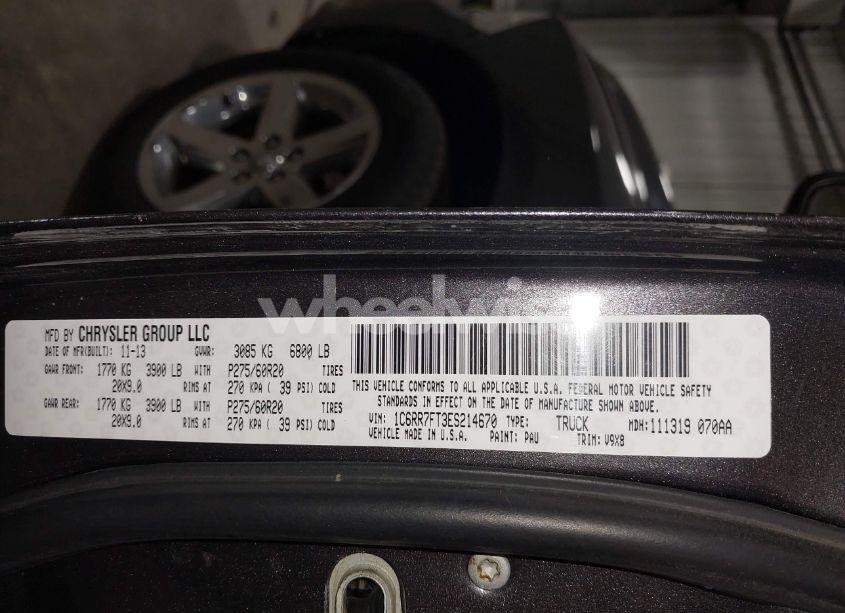 wheelwise
MFD BY CHRYSLER GROUP LLC
DATE OF MFR(BUILT): 11-13 GVWR: 3085 KG 6800 LB
GAWR FRONT: 1770 KG 3900 LB WITH P275/60R20 TIRES
20X9.0 RIMS AT 270 KPA ( 39 PSI) COLD
GAWR REAR: 1770 KG 3900 LB WITH P275/60R20 TIRES
20X9.0 RIMS AT 270 KPA ( 39 PSI) COLD
THIS VEHICLE CONFORMS TO ALL APPLICABLE U.S.A. FEDERAL MOTOR VEHICLE SAFETY
STANDARDS IN EFFECT ON THE DATE OF MANUFACTURE SHOWN ABOVE.
VIN: 1C6RR7FT3ES214670 TYPE: TRUCK MDH: 111319 070AA
VEHICLE MADE IN U.S.A. PAINT: PAU TRIM: V9X8